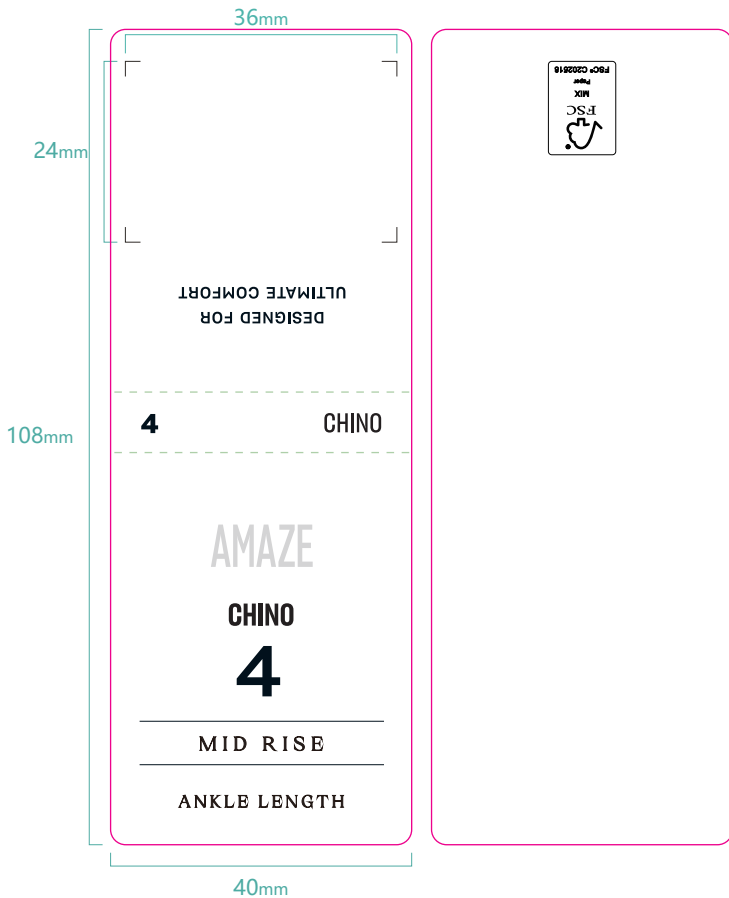 36mm
24mm
DESIGNED FOR
ULTIMATE COMFORT
108mm
4 CHINO
AMAZE
CHINO
4
MID RISE
ANKLE LENGTH
40mm
FSC
MIX
Paper
FSC® C202618